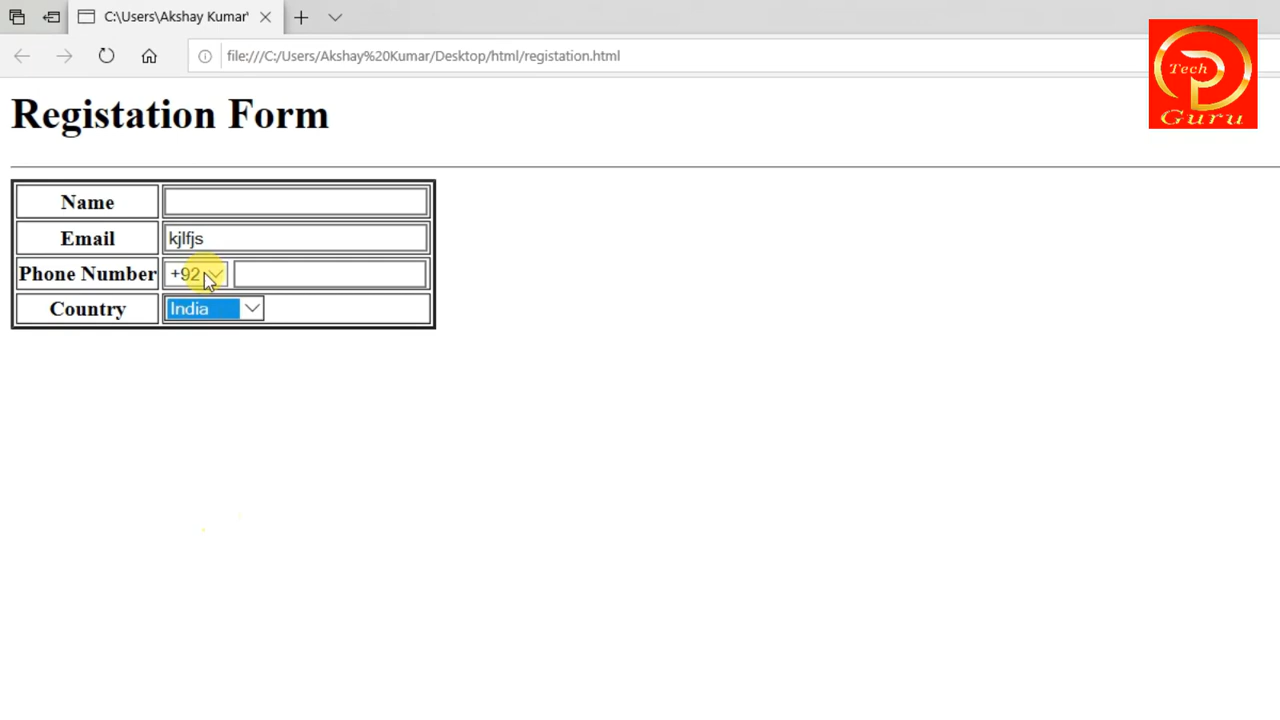 C:\Users\Akshay Kumar'
file:///C:/Users/Akshay%20Kumar/Desktop/html/registation.html
Tech
Guru
Registation Form
Name
Email kjlfjs
Phone Number +92
Country India